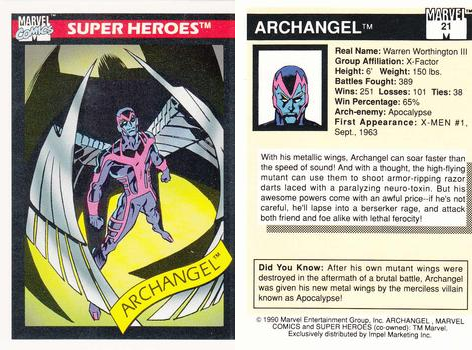 MARVEL
COMICS
SUPER HEROES™
ARCHANGEL™
ARCHANGEL™
MARVEL
21
Real Name: Warren Worthington III
Group Affiliation: X-Factor
Height: 6' Weight: 150 lbs.
Battles Fought: 389
Wins: 251 Losses: 101 Ties: 38
Win Percentage: 65%
Arch-enemy: Apocalypse
First Appearance: X-MEN #1,
Sept., 1963
With his metallic wings, Archangel can soar faster than
the speed of sound! And with a thought, the high-flying
mutant can use them to shoot armor-ripping razor
darts laced with a paralyzing neuro-toxin. But his
awesome powers come with an awful price--if he's not
careful, he'll lapse into a berserker rage, and attack
both friend and foe alike with lethal ferocity!
Did You Know: After his own mutant wings were
destroyed in the aftermath of a brutal battle, Archangel
was given his new metal wings by the merciless villain
known as Apocalypse!
© 1990 Marvel Entertainment Group, Inc. ARCHANGEL , MARVEL
COMICS and SUPER HEROES (co-owned): TM Marvel.
Exclusively distributed by Impel Marketing Inc.